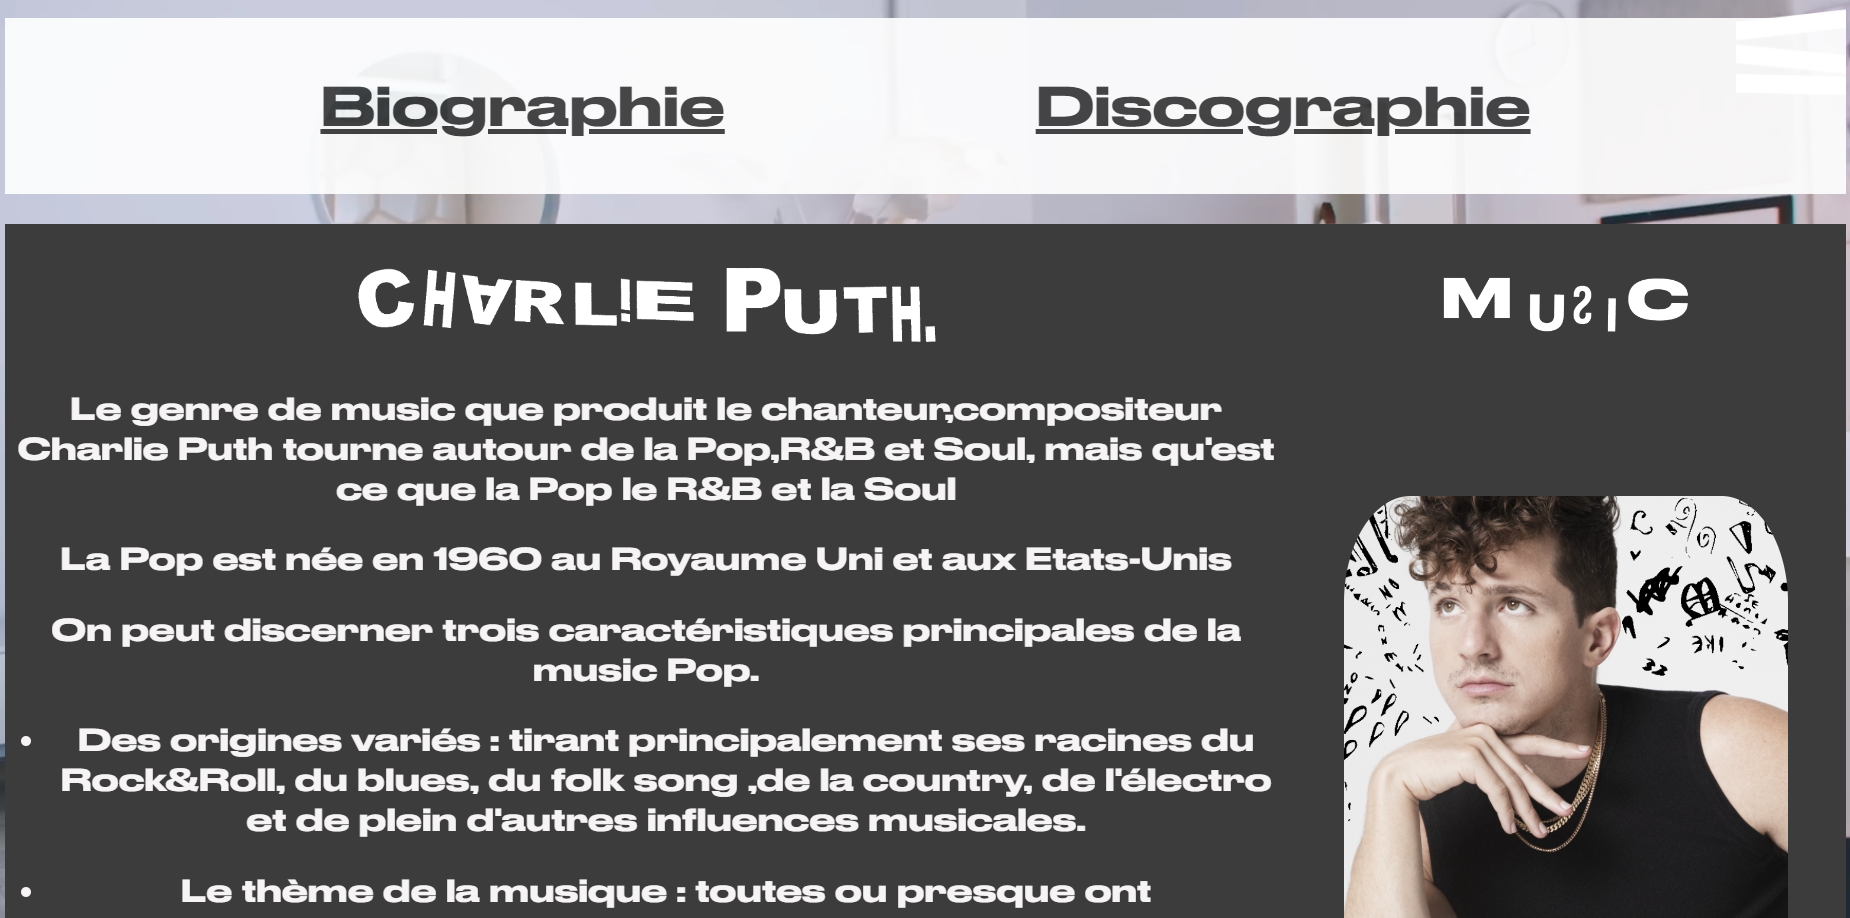 Biographie
Discographie
CHARLIE PUTH.
MUSIC
Le genre de music que produit le chanteur,compositeur
Charlie Puth tourne autour de la Pop,R&B et Soul, mais qu'est
ce que la Pop le R&B et la Soul
La Pop est née en 1960 au Royaume Uni et aux Etats-Unis
On peut discerner trois caractéristiques principales de la
music Pop.
• Des origines variés : tirant principalement ses racines du
Rock&Roll, du blues, du folk song ,de la country, de l'électro
et de plein d'autres influences musicales.
• Le thème de la musique : toutes ou presque ont